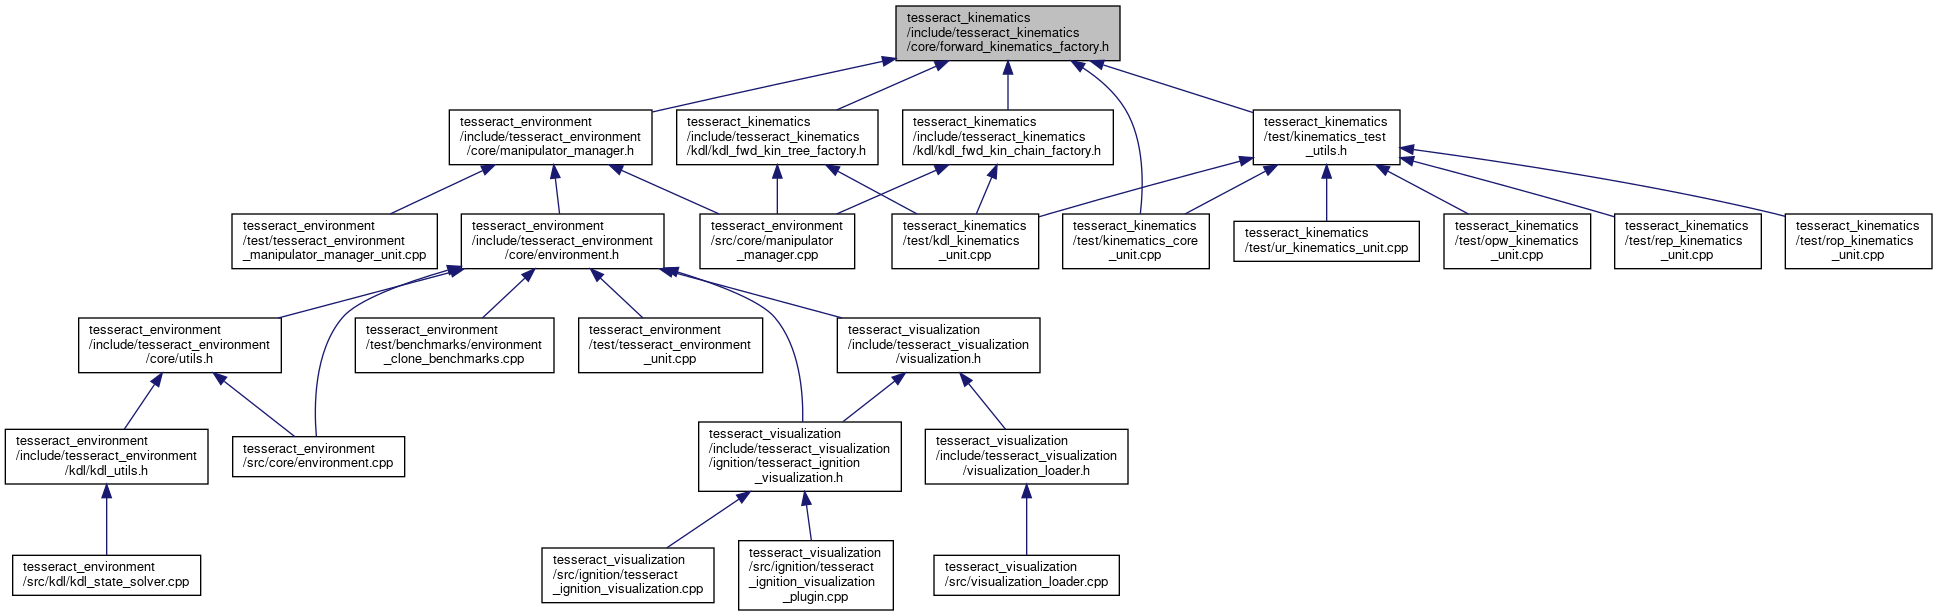 tesseract_kinematics
/include/tesseract_kinematics
/core/forward_kinematics_factory.h
tesseract_environment
/include/tesseract_environment
/core/manipulator_manager.h
tesseract_kinematics
/include/tesseract_kinematics
/kdl/kdl_fwd_kin_tree_factory.h
tesseract_kinematics
/include/tesseract_kinematics
/kdl/kdl_fwd_kin_chain_factory.h
tesseract_kinematics
/test/kinematics_test
_utils.h
tesseract_environment
/test/tesseract_environment
_manipulator_manager_unit.cpp
tesseract_environment
/include/tesseract_environment
/core/environment.h
tesseract_environment
/src/core/manipulator
_manager.cpp
tesseract_kinematics
/test/kdl_kinematics
_unit.cpp
tesseract_kinematics
/test/kinematics_core
_unit.cpp
tesseract_kinematics
/test/ur_kinematics_unit.cpp
tesseract_kinematics
/test/opw_kinematics
_unit.cpp
tesseract_kinematics
/test/rep_kinematics
_unit.cpp
tesseract_kinematics
/test/rop_kinematics
_unit.cpp
tesseract_environment
/include/tesseract_environment
/core/utils.h
tesseract_environment
/test/benchmarks/environment
_clone_benchmarks.cpp
tesseract_environment
/test/tesseract_environment
_unit.cpp
tesseract_visualization
/include/tesseract_visualization
/visualization.h
tesseract_environment
/include/tesseract_environment
/kdl/kdl_utils.h
tesseract_environment
/src/core/environment.cpp
tesseract_visualization
/include/tesseract_visualization
/ignition/tesseract_ignition
_visualization.h
tesseract_visualization
/include/tesseract_visualization
/visualization_loader.h
tesseract_environment
/src/kdl/kdl_state_solver.cpp
tesseract_visualization
/src/ignition/tesseract
_ignition_visualization.cpp
tesseract_visualization
/src/ignition/tesseract
_ignition_visualization
_plugin.cpp
tesseract_visualization
/src/visualization_loader.cpp